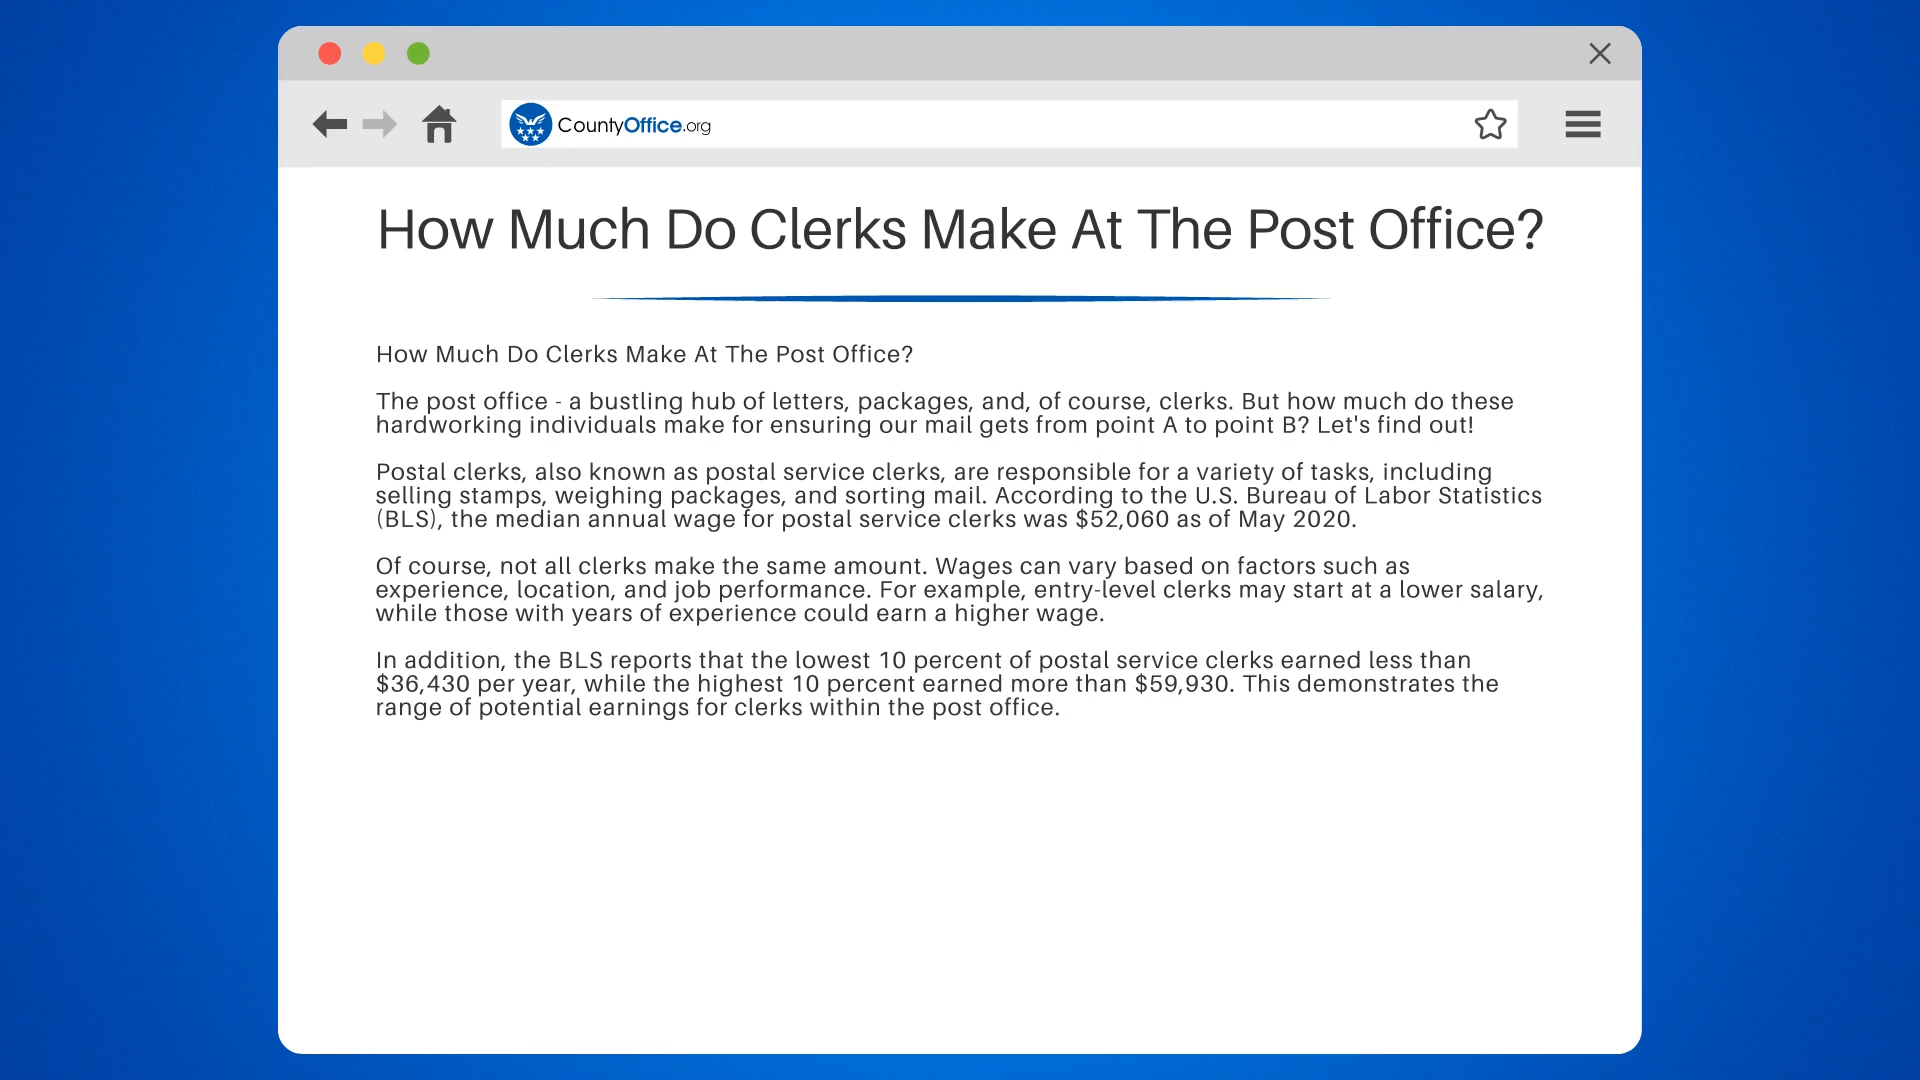 CountyOffice.org
How Much Do Clerks Make At The Post Office?
How Much Do Clerks Make At The Post Office?
The post office - a bustling hub of letters, packages, and, of course, clerks. But how much do these
hardworking individuals make for ensuring our mail gets from point A to point B? Let's find out!
Postal clerks, also known as postal service clerks, are responsible for a variety of tasks, including
selling stamps, weighing packages, and sorting mail. According to the U.S. Bureau of Labor Statistics
(BLS), the median annual wage for postal service clerks was $52,060 as of May 2020.
Of course, not all clerks make the same amount. Wages can vary based on factors such as
experience, location, and job performance. For example, entry-level clerks may start at a lower salary,
while those with years of experience could earn a higher wage.
In addition, the BLS reports that the lowest 10 percent of postal service clerks earned less than
$36,430 per year, while the highest 10 percent earned more than $59,930. This demonstrates the
range of potential earnings for clerks within the post office.